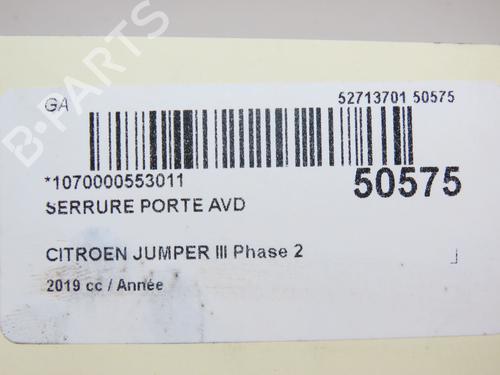 B-PARTS
GA
52713701 50575
*1070000553011
50575
SERRURE PORTE AVD
CITROEN JUMPER III Phase 2
2019 cc / Année